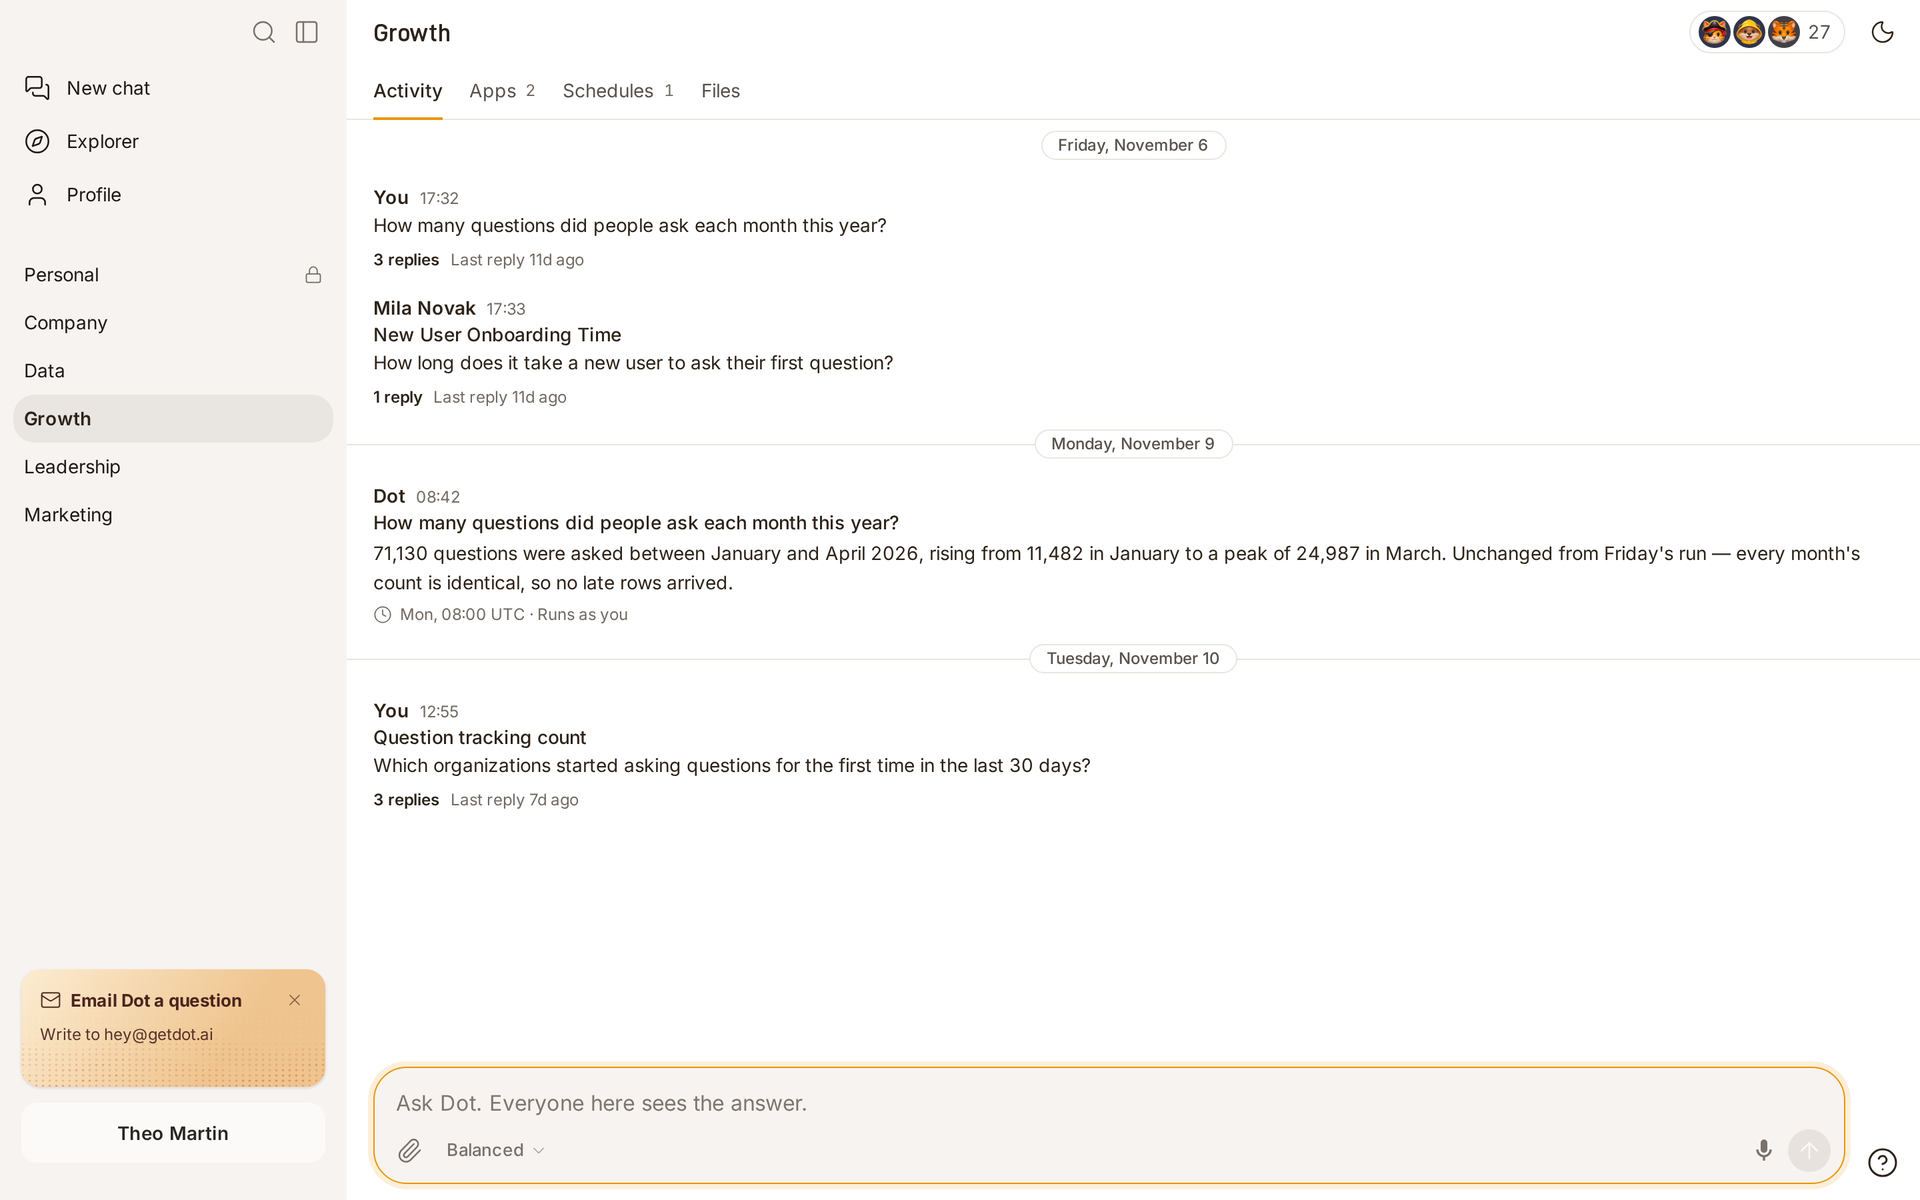 New chat
Explorer
Profile
Personal
Company
Data
Growth
Leadership
Marketing
Email Dot a question
Write to hey@getdot.ai
Theo Martin
Growth
27
Activity
Apps 2
Schedules 1
Files
Friday, November 6
You 17:32
How many questions did people ask each month this year?
3 replies Last reply 11d ago
Mila Novak 17:33
New User Onboarding Time
How long does it take a new user to ask their first question?
1 reply Last reply 11d ago
Monday, November 9
Dot 08:42
How many questions did people ask each month this year?
71,130 questions were asked between January and April 2026, rising from 11,482 in January to a peak of 24,987 in March. Unchanged from Friday's run — every month's
count is identical, so no late rows arrived.
Mon, 08:00 UTC · Runs as you
Tuesday, November 10
You 12:55
Question tracking count
Which organizations started asking questions for the first time in the last 30 days?
3 replies Last reply 7d ago
Ask Dot. Everyone here sees the answer.
Balanced